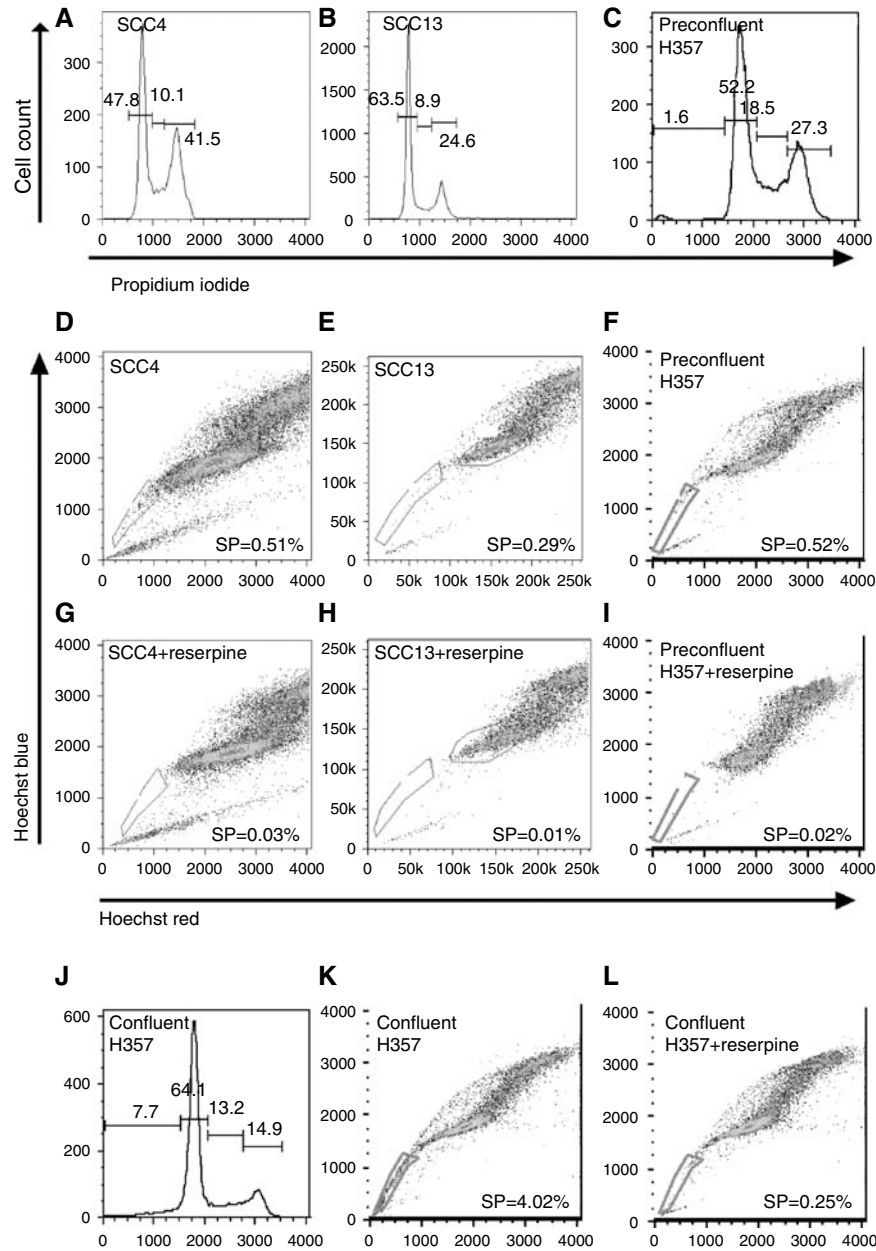 A B C
SCC4 SCC13 Preconfluent
H357
Cell count
300 2000 300
200 1500 200
1000
100 500 100
0 0 0
47.8 10.1 41.5
63.5 8.9 24.6
1.6 52.2 18.5 27.3
0 1000 2000 3000 4000 0 1000 2000 3000 4000 0 1000 2000 3000 4000
Propidium iodide
D E F
SCC4 SCC13 Preconfluent
H357
4000 250k 4000
3000 200k 3000
2000 150k 2000
100k
1000 50k 1000
0 0 0
SP=0.51% SP=0.29% SP=0.52%
0 1000 2000 3000 4000 0 50k 100k 150k 200k 250k 0 1000 2000 3000 4000
G H I
SCC4+reserpine SCC13+reserpine Preconfluent
H357+reserpine
Hoechst blue
4000 250k 4000
3000 200k 3000
2000 150k 2000
100k
1000 50k 1000
0 0 0
SP=0.03% SP=0.01% SP=0.02%
0 1000 2000 3000 4000 0 50k 100k 150k 200k 250k 0 1000 2000 3000 4000
Hoechst red
J K L
Confluent
H357
Confluent
H357
Confluent
H357+reserpine
600 4000 4000
400 3000 3000
200 2000 2000
1000 1000
0 0 0
7.7 64.1 13.2 14.9
SP=4.02% SP=0.25%
0 1000 2000 3000 4000 0 1000 2000 3000 4000 0 1000 2000 3000 4000